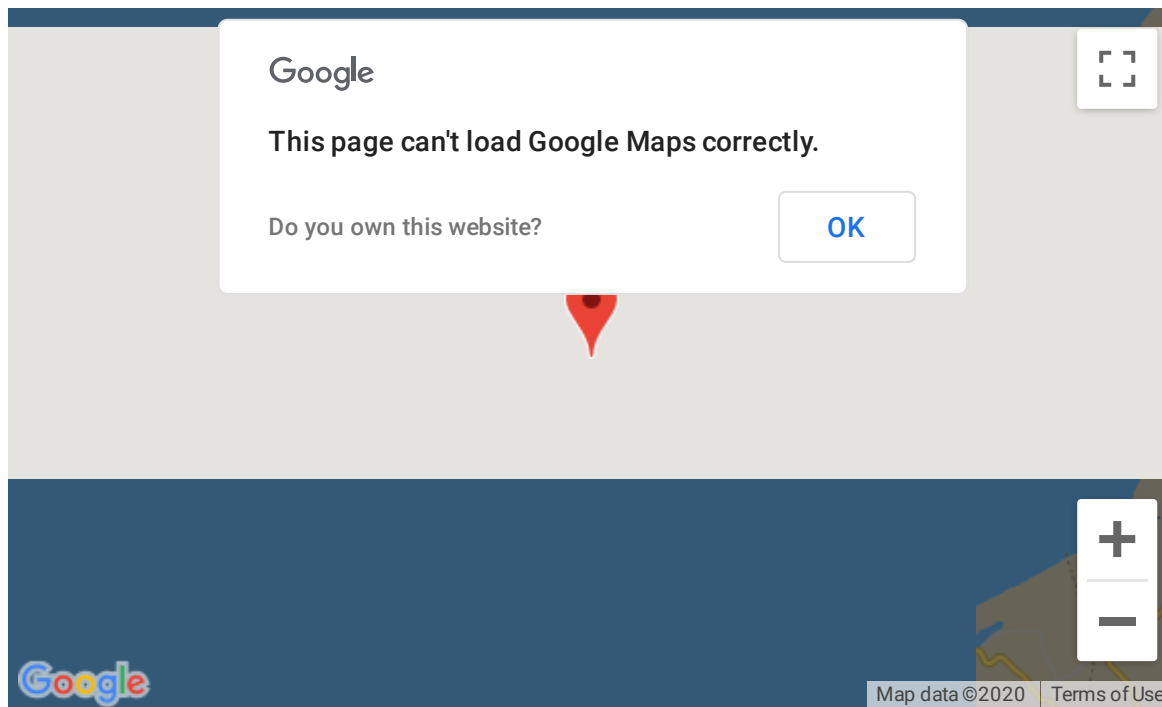 Google
This page can't load Google Maps correctly.
Do you own this website?
OK
Google
Map data ©2020
Terms of Use